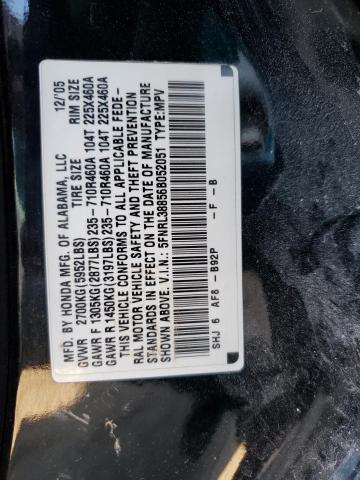 MFD. BY HONDA MFG. OF ALABAMA, LLC 12/'05
GVWR 2700KG(5952LBS) TIRE SIZE RIM SIZE
GAWR F 1305KG(2877LBS)235-710R460A 104T 225X460A
GAWR R 1450KG(3197LBS)235-710R460A 104T 225X460A
THIS VEHICLE CONFORMS TO ALL APPLICABLE FEDE-
RAL MOTOR VEHICLE SAFETY AND THEFT PREVENTION
STANDARDS IN EFFECT ON THE DATE OF MANUFACTURE
SHOWN ABOVE. V.I.N.: 5FNRL38856B052051 TYPE:MPV
SHJ 6 AF8 - B92P - F - B